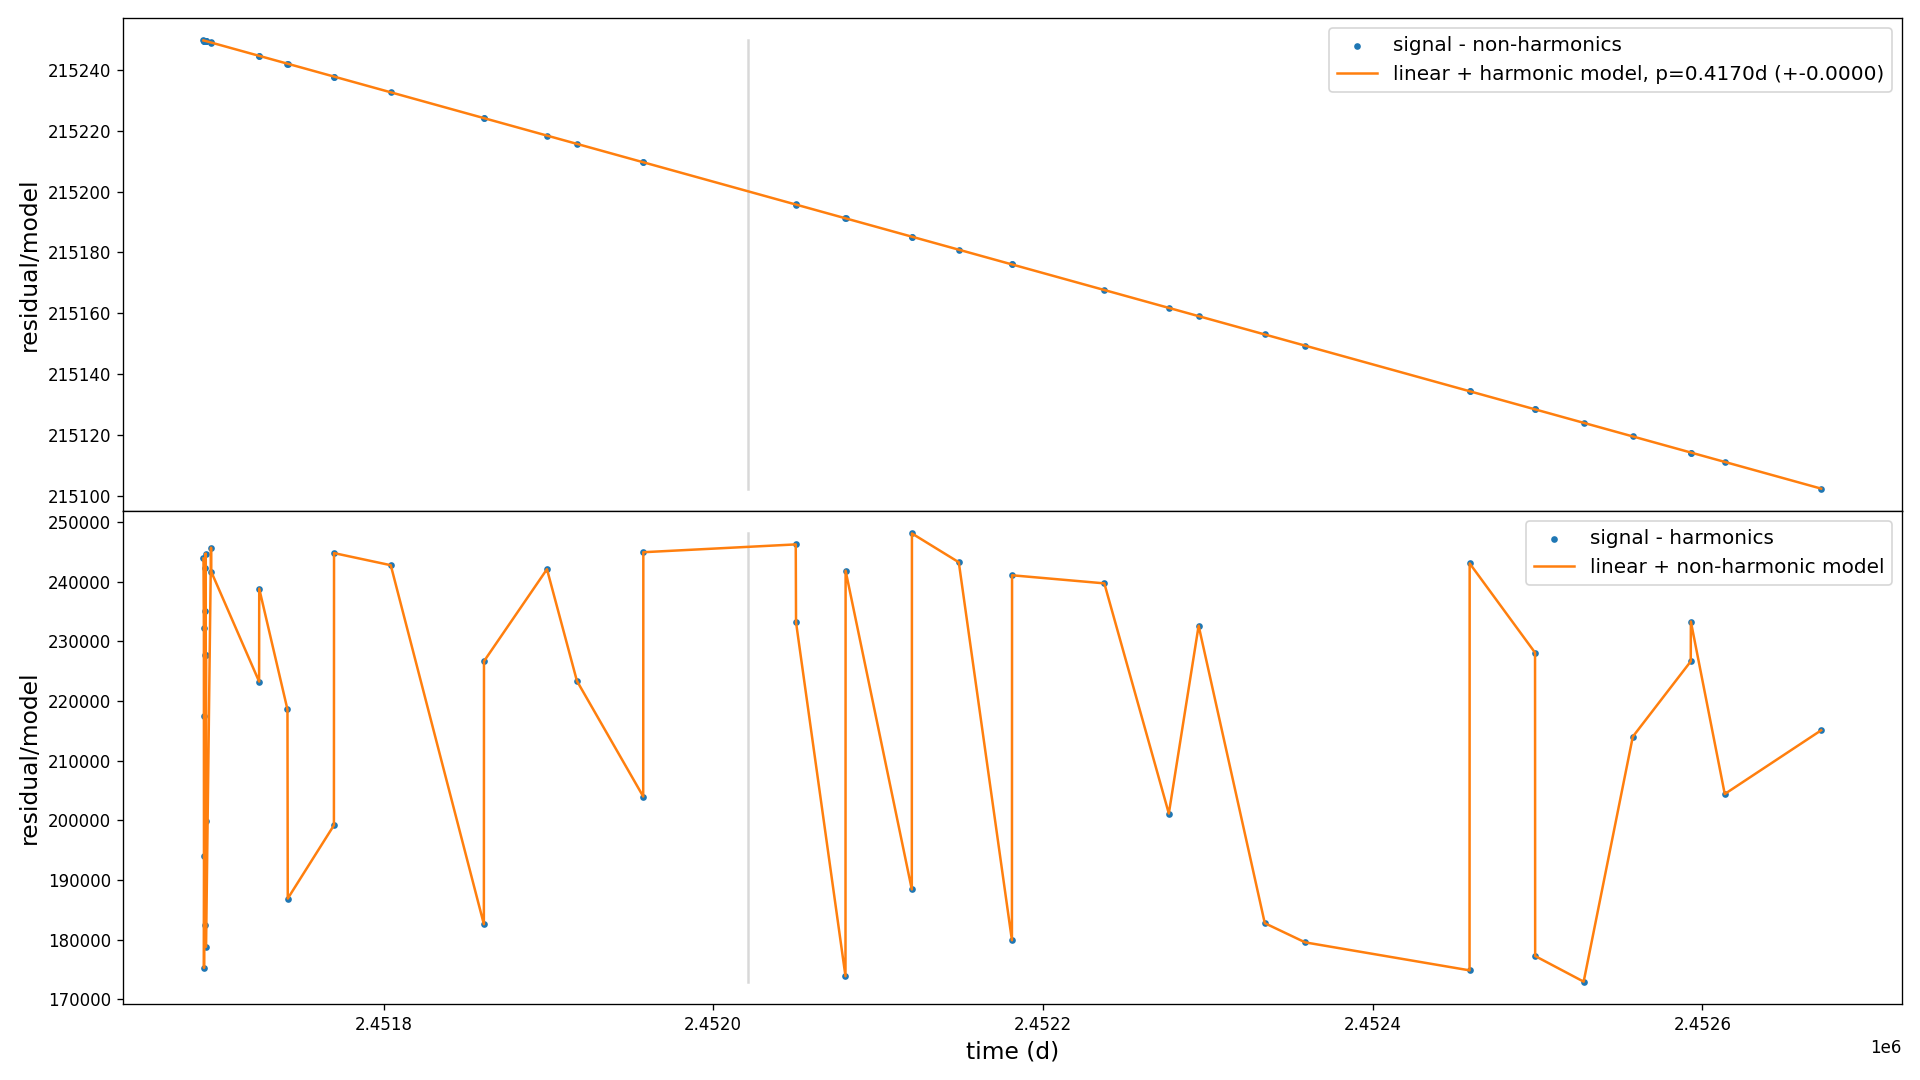 signal - non-harmonics
linear + harmonic model, p=0.4170d (+-0.0000)
residual/model
215240
215220
215200
215180
215160
215140
215120
215100
signal - harmonics
linear + non-harmonic model
residual/model
250000
240000
230000
220000
210000
200000
190000
180000
170000
2.4518 2.4520 2.4522 2.4524 2.4526
1e6
time (d)